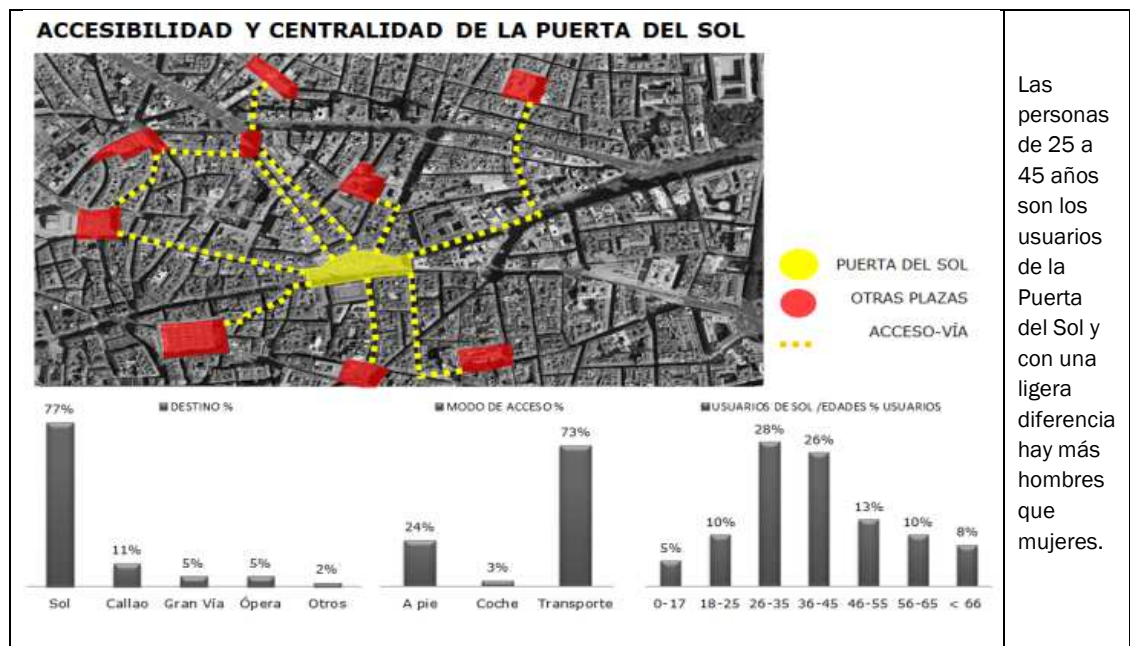 ACCESIBILIDAD Y CENTRALIDAD DE LA PUERTA DEL SOL
PUERTA DEL SOL
OTRAS PLAZAS
ACCESO-VÍA
DESTINO %
77%
11%
5%
5%
2%
Sol Callao Gran Vía Ópera Otros
MODO DE ACCESO %
24%
3%
73%
A pie Coche Transporte
USUARIOS DE SOL /EDADES % USUARIOS
5%
10%
28%
26%
13%
10%
8%
0-17 18-25 26-35 36-45 46-55 56-65 < 66
Las
personas
de 25 a
45 años
son los
usuarios
de la
Puerta
del Sol y
con una
ligera
diferencia
hay más
hombres
que
mujeres.